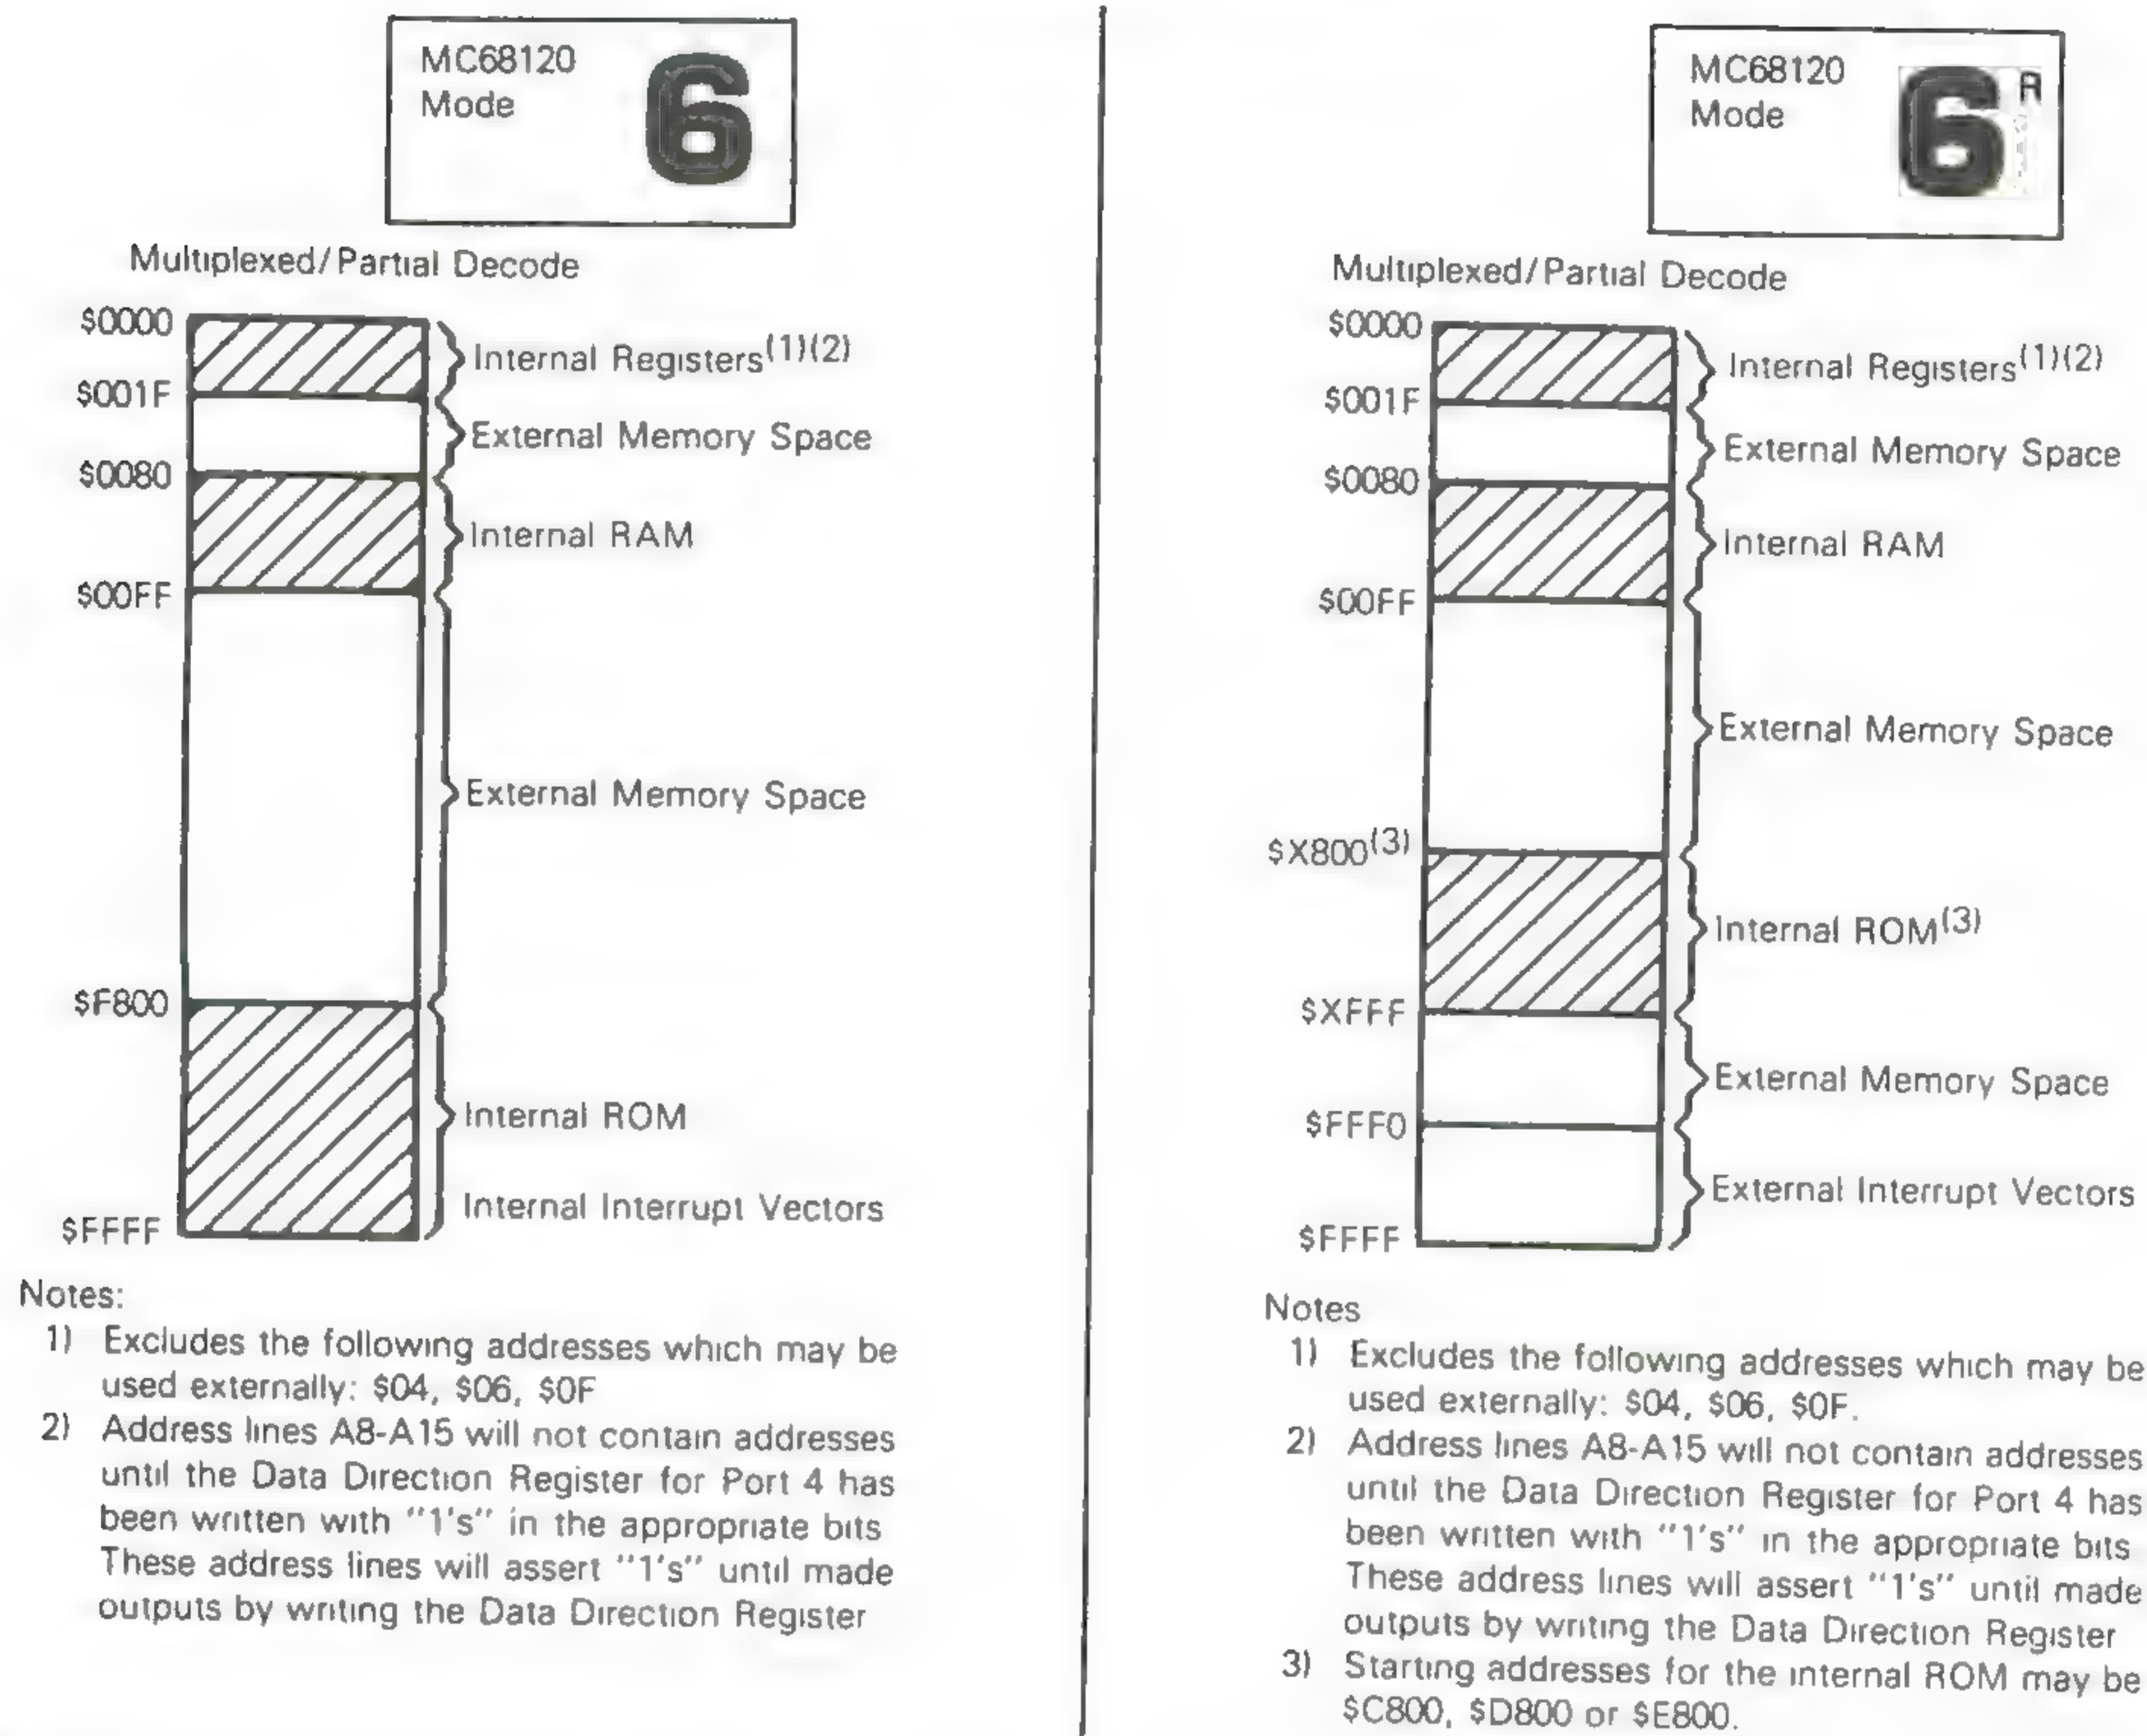 MC68120
Mode
6
Multiplexed/Partial Decode
$0000
Internal Registers(1)(2)
$001F
External Memory Space
$0080
Internal RAM
$00FF
External Memory Space
$F800
Internal ROM
Internal Interrupt Vectors
$FFFF
Notes:
1) Excludes the following addresses which may be
used externally: $04, $06, $0F
2) Address lines A8-A15 will not contain addresses
until the Data Direction Register for Port 4 has
been written with "1's" in the appropriate bits
These address lines will assert "1's" until made
outputs by writing the Data Direction Register
MC68120
Mode
6R
Multiplexed/Partial Decode
$0000
Internal Registers(1)(2)
$001F
External Memory Space
$0080
Internal RAM
$00FF
External Memory Space
$X800(3)
Internal ROM(3)
$XFFF
External Memory Space
$FFF0
External Interrupt Vectors
$FFFF
Notes
1) Excludes the following addresses which may be
used externally: $04, $06, $0F.
2) Address lines A8-A15 will not contain addresses
until the Data Direction Register for Port 4 has
been written with "1's" in the appropriate bits
These address lines will assert "1's" until made
outputs by writing the Data Direction Register
3) Starting addresses for the internal ROM may be
$C800, $D800 or $E800.